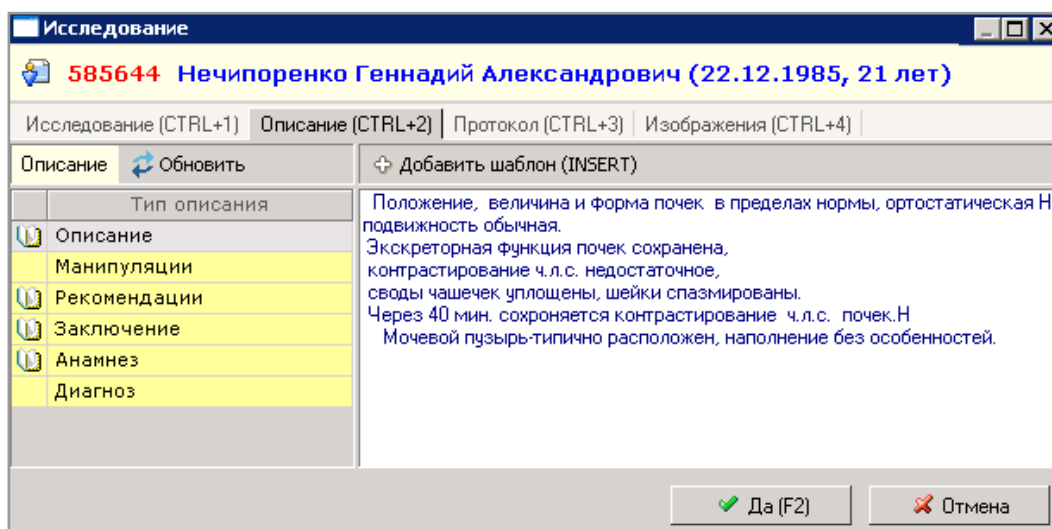 Исследование
585644 Нечипоренко Геннадий Александрович (22.12.1985, 21 лет)
Исследование (CTRL+1) Описание (CTRL+2) Протокол (CTRL+3) Изображения (CTRL+4)
Описание Обновить Добавить шаблон (INSERT)
Тип описания
Описание
Манипуляции
Рекомендации
Заключение
Анамнез
Диагноз
Положение, величина и форма почек в пределах нормы, ортостатическая Н
подвижность обычная.
Экскреторная функция почек сохранена,
контрастирование ч.л.с. недостаточное,
своды чашечек уплощены, шейки спазмированы.
Через 40 мин. сохроняется контрастирование ч.л.с. почек.Н
Мочевой пузырь-типично расположен, наполнение без особенностей.
Да (F2) Отмена